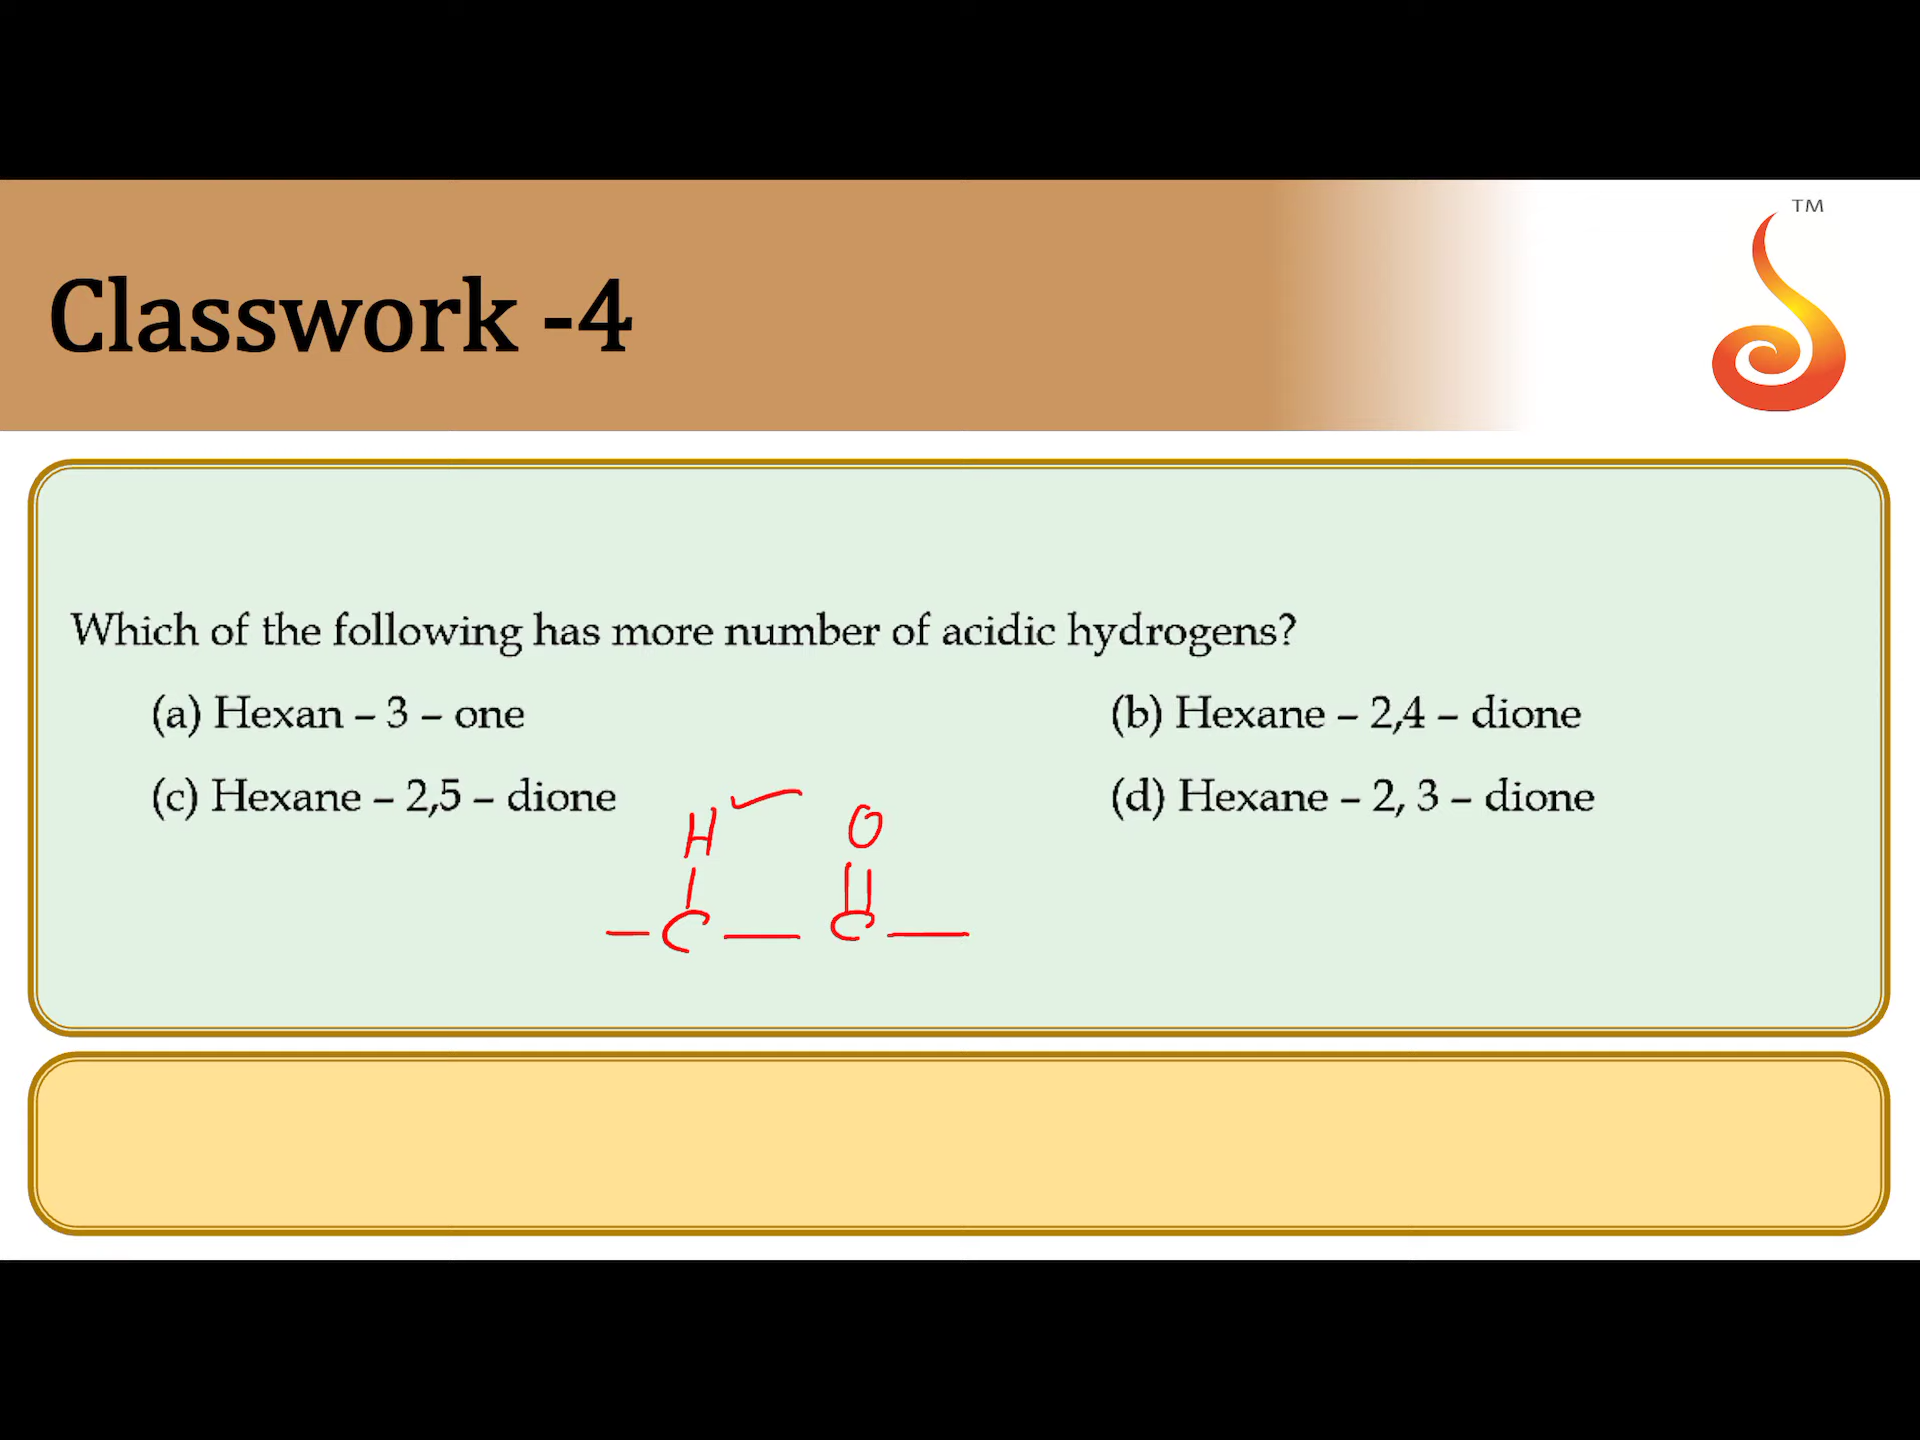 TM
Classwork -4
Which of the following has more number of acidic hydrogens?
(a) Hexan – 3 – one
(b) Hexane – 2,4 – dione
(c) Hexane – 2,5 – dione
(d) Hexane – 2, 3 – dione
H O
C C